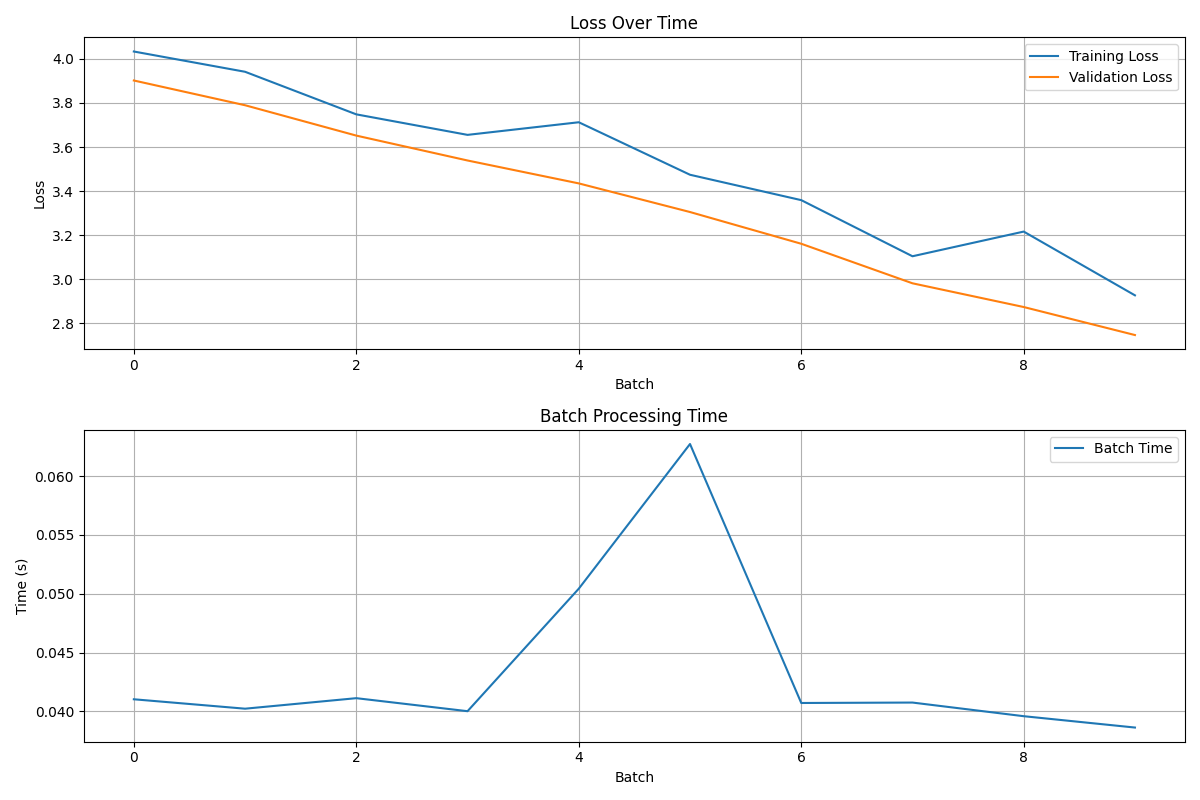 Loss Over Time
Training Loss
Validation Loss
4.0
3.8
3.6
3.4
3.2
3.0
2.8
Loss
0 2 4 6 8
Batch
Batch Processing Time
Batch Time
0.060
0.055
0.050
0.045
0.040
Time (s)
0 2 4 6 8
Batch